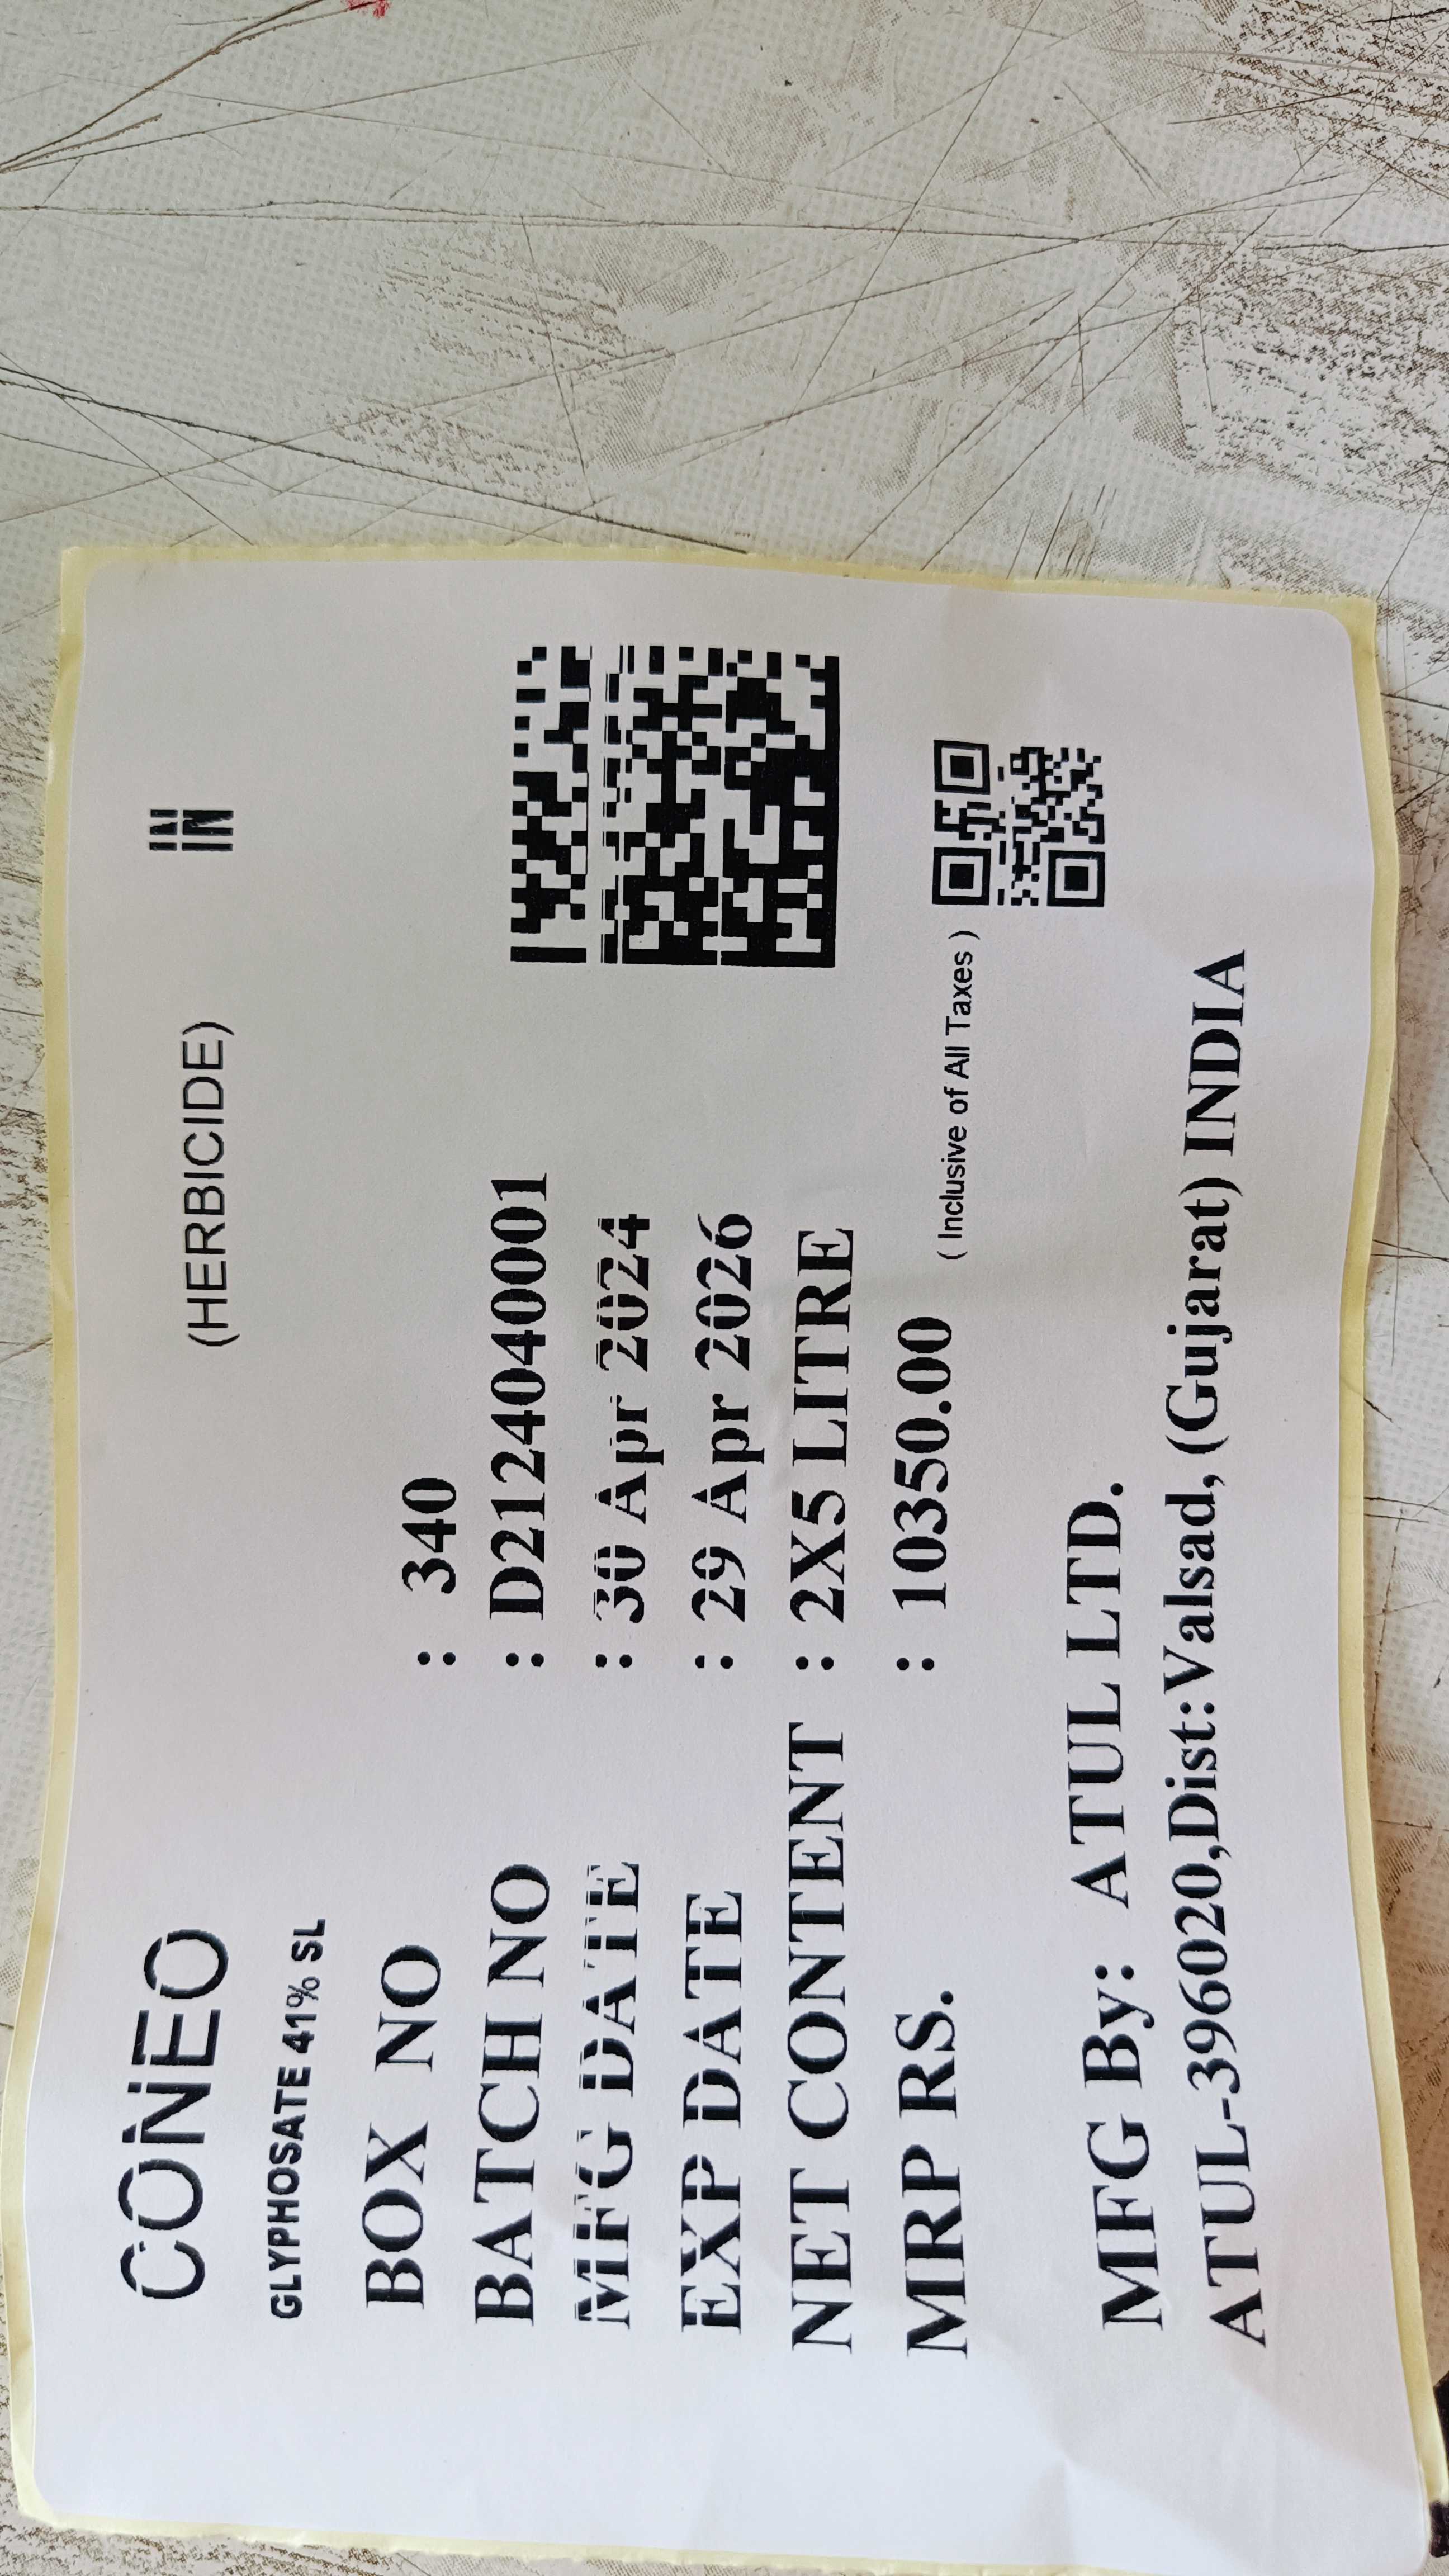 CONEO (HERBICIDE) IN
GLYPHOSATE 41% SL
BOX NO : 340
BATCH NO : D2124040001
MFG DATE : 30 Apr 2024
EXP DATE : 29 Apr 2026
NET CONTENT : 2X5 LITRE
MRP RS. : 10350.00 ( Inclusive of All Taxes )
MFG By: ATUL LTD.
ATUL-396020,Dist:Valsad, (Gujarat) INDIA